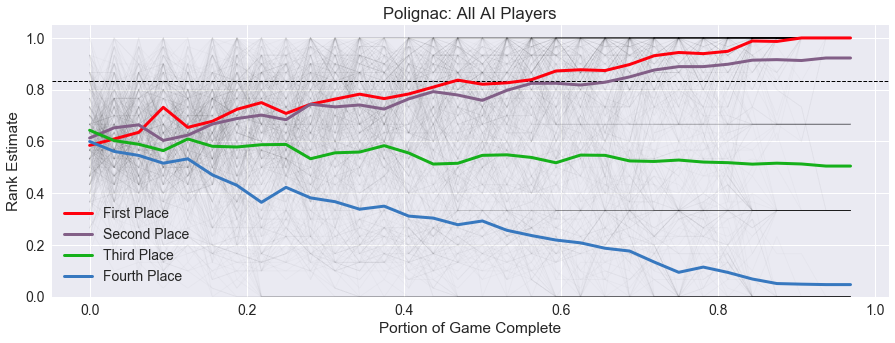 Polignac: All AI Players
1.0
0.8
0.6
0.4
0.2
0.0
Rank Estimate
First Place
Second Place
Third Place
Fourth Place
0.0 0.2 0.4 0.6 0.8 1.0
Portion of Game Complete